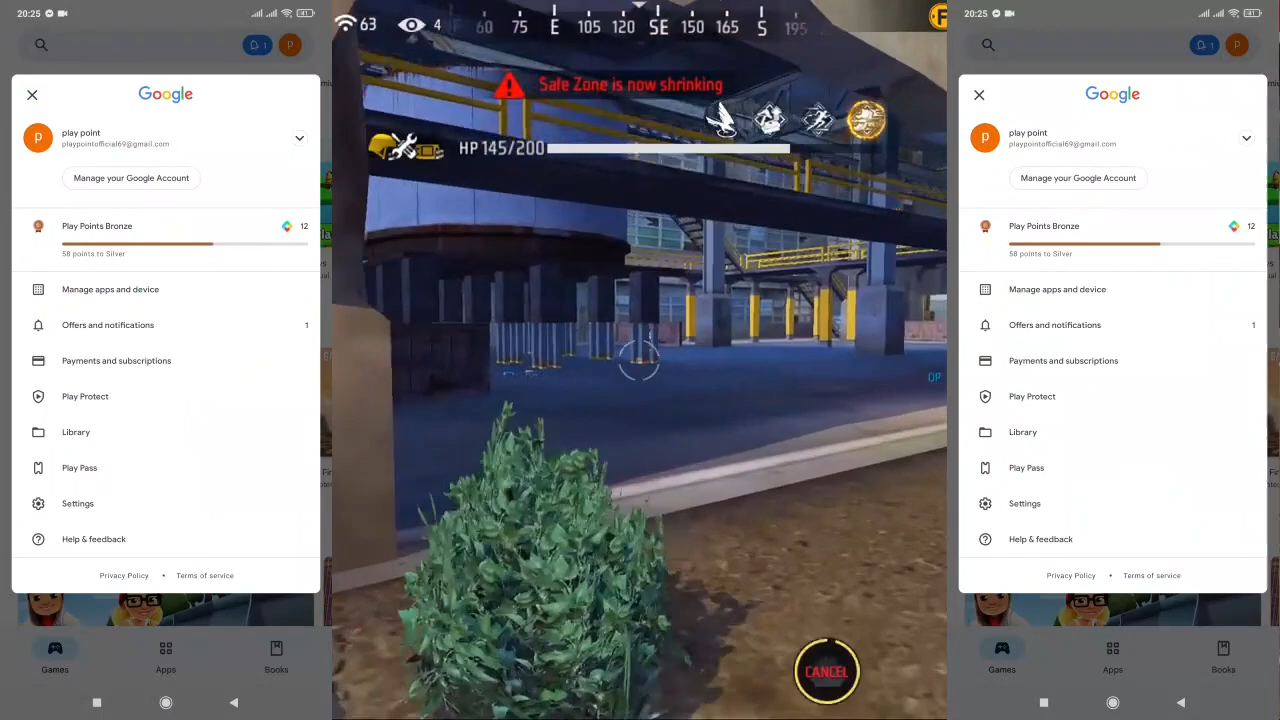 20:25
1
P
Google
P
play point
playpointofficial69@gmail.com
Manage your Google Account
Play Points Bronze
12
58 points to Silver
Manage apps and device
Offers and notifications
1
Payments and subscriptions
Play Protect
Library
Play Pass
Settings
Help & feedback
Privacy Policy • Terms of service
Games
Apps
Books
63
4
60 75 E 105 120 SE 150 165 S 195
Safe Zone is now shrinking
HP 145/200
CANCEL
20:25
91
1
P
Google
P
play point
playpointofficial69@gmail.com
Manage your Google Account
Play Points Bronze
12
58 points to Silver
Manage apps and device
Offers and notifications
1
Payments and subscriptions
Play Protect
Library
Play Pass
Settings
Help & feedback
Privacy Policy • Terms of service
Games
Apps
Books